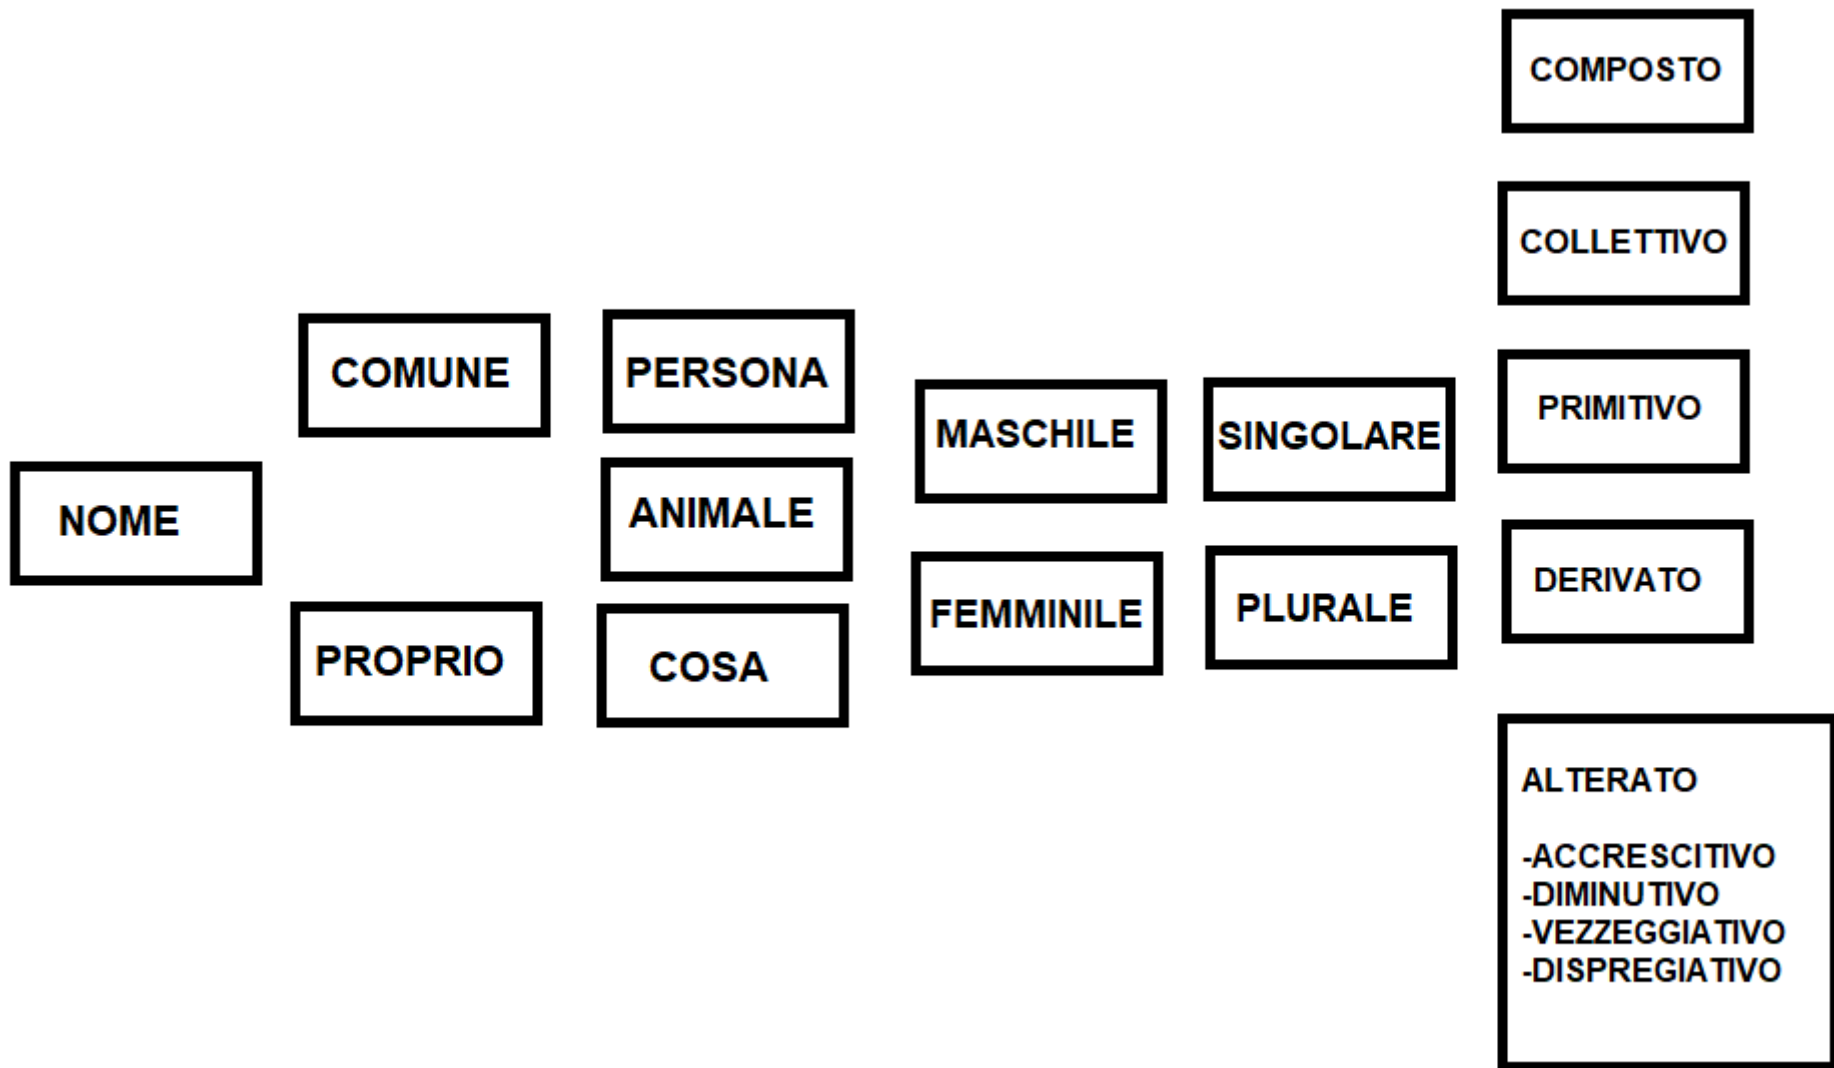 NOME
COMUNE
PROPRIO
PERSONA
ANIMALE
COSA
MASCHILE
FEMMINILE
SINGOLARE
PLURALE
COMPOSTO
COLLETTIVO
PRIMITIVO
DERIVATO
ALTERATO
-ACCRESCITIVO
-DIMINUTIVO
-VEZZEGGIATIVO
-DISPREGIATIVO